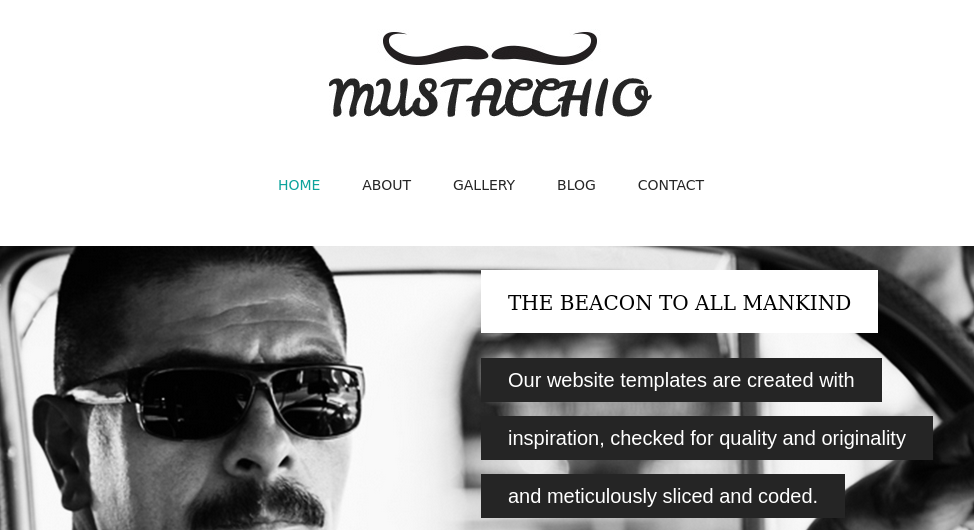 MUSTACCHIO
HOME ABOUT GALLERY BLOG CONTACT
THE BEACON TO ALL MANKIND
Our website templates are created with
inspiration, checked for quality and originality
and meticulously sliced and coded.